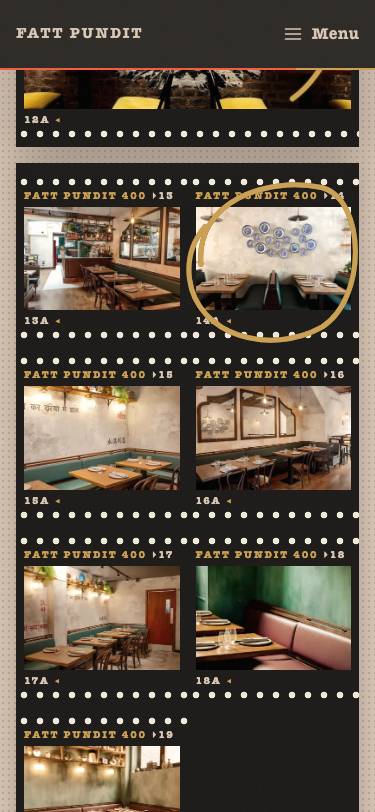 FATT PUNDIT
Menu
12A
FATT PUNDIT 400 13
FATT PUNDIT 400 14
13A
14A
FATT PUNDIT 400 15
FATT PUNDIT 400 16
15A
16A
FATT PUNDIT 400 17
FATT PUNDIT 400 18
17A
18A
FATT PUNDIT 400 19